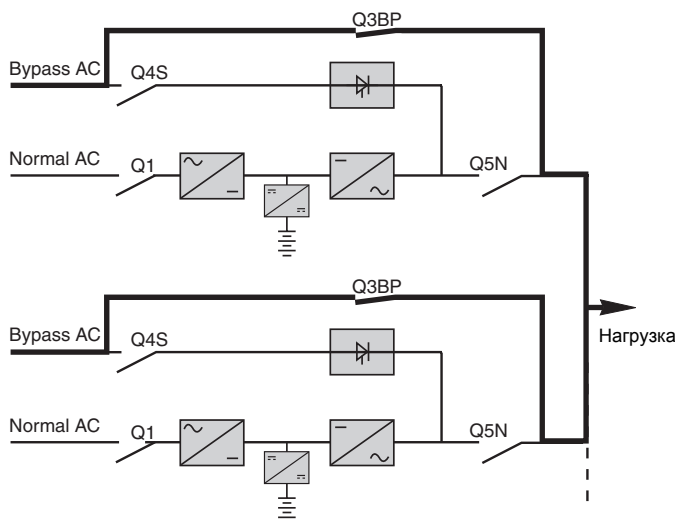 Q3BP
Bypass AC
Q4S
Normal AC
Q1
Q5N
Q3BP
Bypass AC
Q4S
Нагрузка
Normal AC
Q1
Q5N